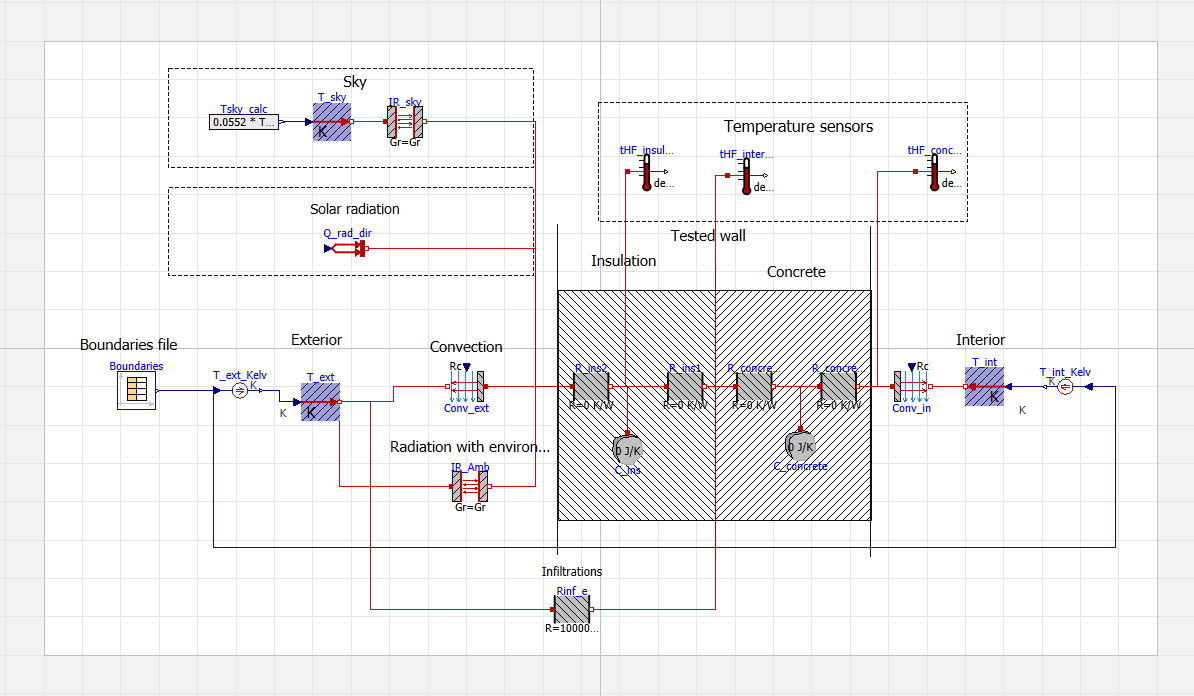 Sky
Tsky_calc
T_sky
IR_sky
0.0552 * T...
K
Gr=Gr
Temperature sensors
tHF_insul...
tHF_inter...
tHF_conc...
de...
de...
de...
Solar radiation
Q_rad_dir
Tested wall
Insulation
Concrete
Boundaries file
Boundaries
Exterior
Convection
Interior
T_ext_Kelv
K
K
T_ext
K
Rc
Conv_ext
R_ins2
R=0 K/W
R_ins1
R=0 K/W
R_concre...
R=0 K/W
R_concre...
R=0 K/W
Rc
Conv_in
T_int
K
T_int_Kelv
K
K
Radiation with environ...
IR_Amb
Gr=Gr
0 J/K
C_ins
0 J/K
C_concrete
Infiltrations
Rinf_e
R=10000...